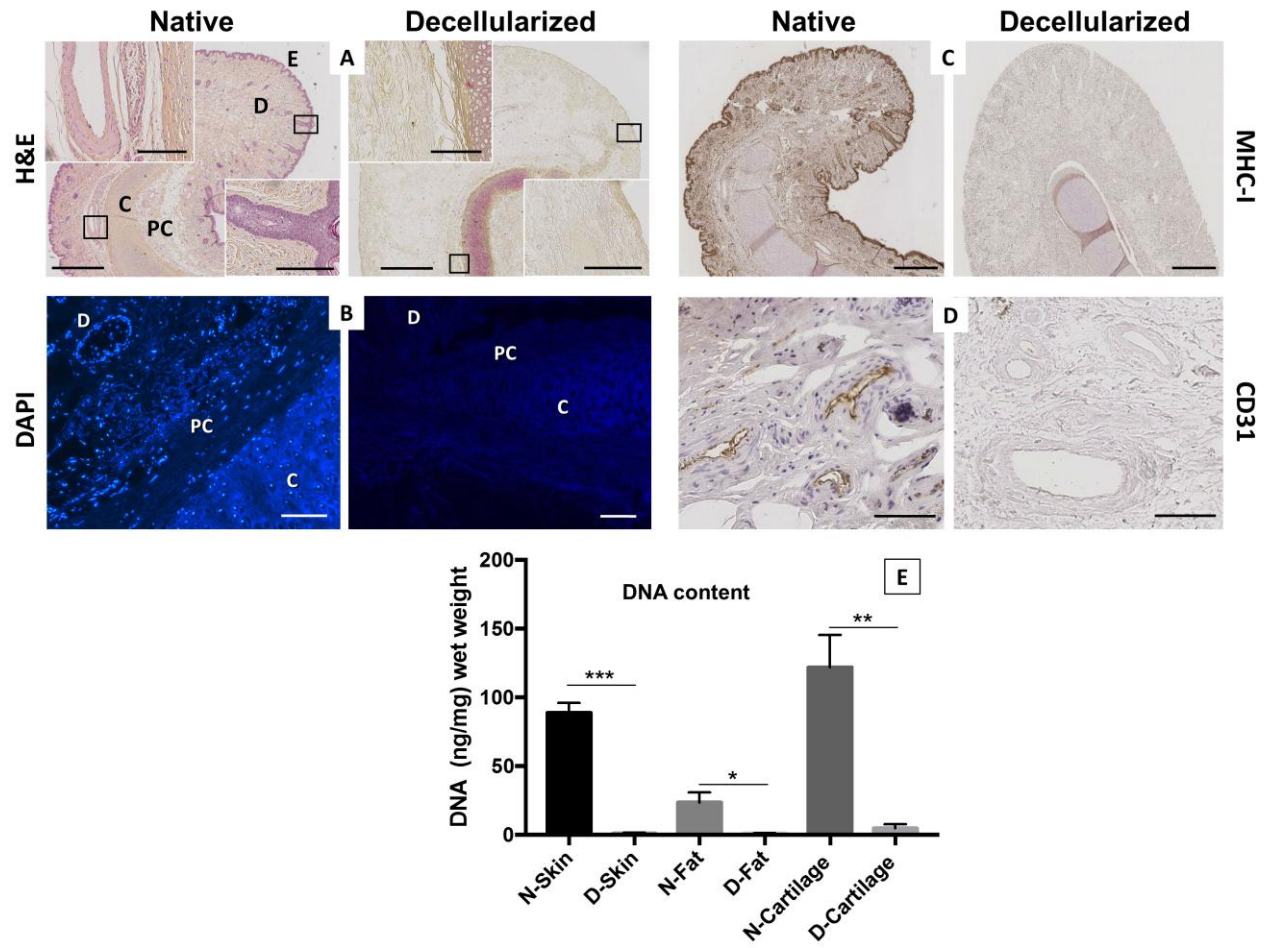 Native
Decellularized
Native
Decellularized
H&E
A
E
D
C
PC
C
MHC-I
DAPI
B
D
PC
C
D
PC
C
D
CD31
E
DNA content
DNA (ng/mg) wet weight
200
150
100
50
0
***
*
**
N-Skin
D-Skin
N-Fat
D-Fat
N-Cartilage
D-Cartilage